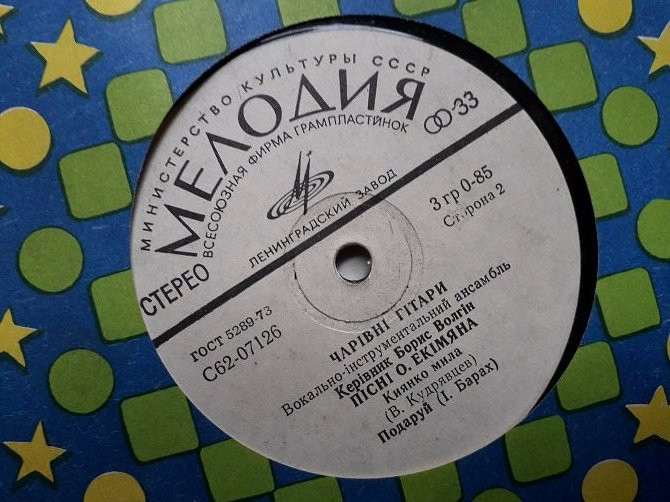 МИНИСТЕРСТВО КУЛЬТУРЫ СССР
МЕЛОДИЯ
ВСЕСОЮЗНАЯ ФИРМА ГРАМПЛАСТИНОК
33
ЛЕНИНГРАДСКИЙ ЗАВОД
СТЕРЕО
3 гр 0-85
Сторона 2
ГОСТ 5289-73
С62-07126
ЧАРІВНІ ГІТАРИ
Вокально-інструментальний ансамбль
Керівник Борис Волгін
ПІСНІ О. ЕКІМЯНА
Киянко мила
(В. Кудрявцев)
Подаруй (І. Барах)